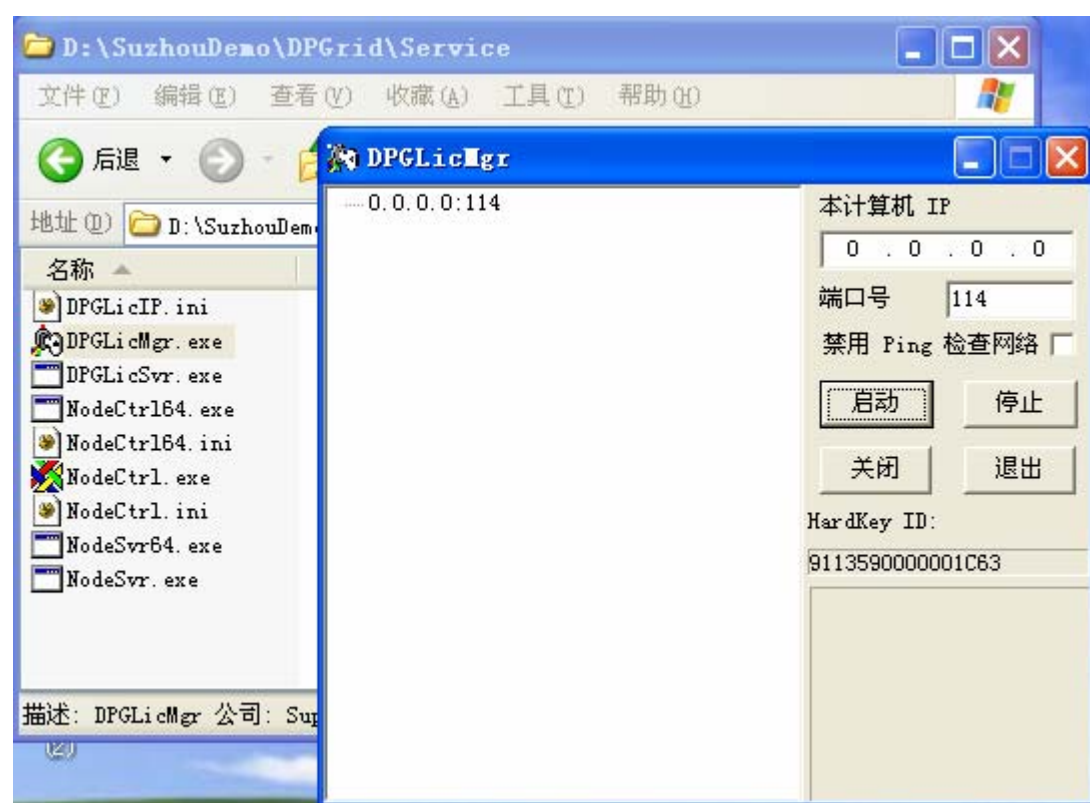 D:\SuzhouDemo\DPGrid\Service
文件(F) 编辑(E) 查看(V) 收藏(A) 工具(T) 帮助(H)
后退
地址(D) D:\SuzhouDem
名称
DPGLicIP.ini
DPGLicMgr.exe
DPGLicSvr.exe
NodeCtrl64.exe
NodeCtrl64.ini
NodeCtrl.exe
NodeCtrl.ini
NodeSvr64.exe
NodeSvr.exe
描述: DPGLicMgr 公司: Sup
(2)
DPGLicMgr
0.0.0.0:114
本计算机 IP
0 . 0 . 0 . 0
端口号 114
禁用 Ping 检查网络
启动 停止
关闭 退出
HardKey ID:
9113590000001C63